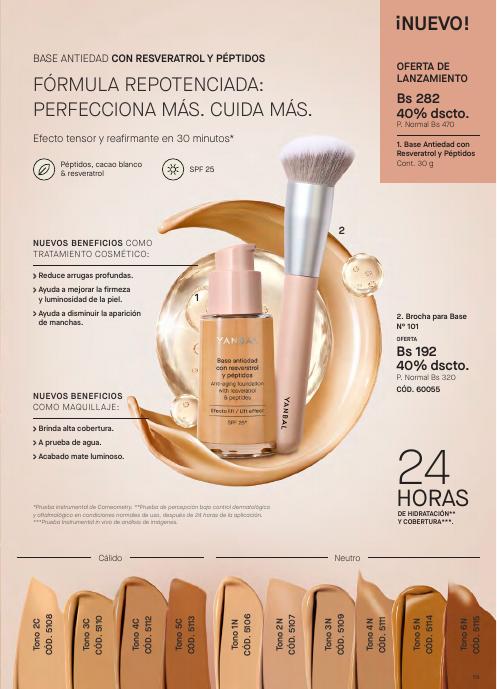 ¡NUEVO!
OFERTA DE
LANZAMIENTO
Bs 282
40% dscto.
P. Normal Bs 470
1. Base Antiedad con
Resveratrol y Péptidos
Cont. 30 g
BASE ANTIEDAD CON RESVERATROL Y PÉPTIDOS
FÓRMULA REPOTENCIADA:
PERFECCIONA MÁS. CUIDA MÁS.
Efecto tensor y reafirmante en 30 minutos*
Péptidos, cacao blanco
& resveratrol
SPF 25
NUEVOS BENEFICIOS COMO
TRATAMIENTO COSMÉTICO:
Reduce arrugas profundas.
Ayuda a mejorar la firmeza
y luminosidad de la piel.
Ayuda a disminuir la aparición
de manchas.
NUEVOS BENEFICIOS
COMO MAQUILLAJE:
Brinda alta cobertura.
A prueba de agua.
Acabado mate luminoso.
1
2
YANBAL
Base antiedad
con resveratrol
y péptidos
Anti-aging foundation
with resveratrol
& peptides
Efecto lift / Lift effect
SPF 25*
YANBAL
2. Brocha para Base
N° 101
OFERTA
Bs 192
40% dscto.
P. Normal Bs 320
CÓD. 60055
24
HORAS
DE HIDRATACIÓN**
Y COBERTURA***.
*Prueba instrumental de Corneometry. **Prueba de percepción bajo control dermatológico
y oftalmológico en condiciones normales de uso, después de 24 horas de la aplicación.
***Prueba instrumental in vivo de análisis de imágenes.
Cálido
Neutro
Tono 2C
CÓD. 5108
Tono 3C
CÓD. 5110
Tono 4C
CÓD. 5112
Tono 5C
CÓD. 5113
Tono 1N
CÓD. 5106
Tono 2N
CÓD. 5107
Tono 3N
CÓD. 5109
Tono 4N
CÓD. 5111
Tono 5N
CÓD. 5114
Tono 6N
CÓD. 5115